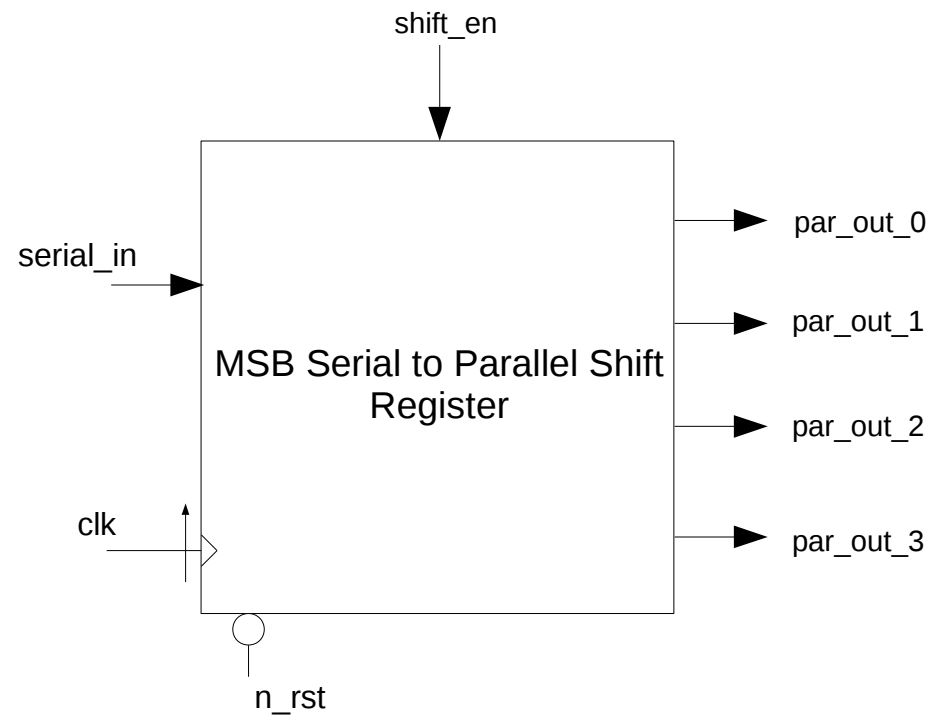 shift_en
par_out_0
serial_in
par_out_1
MSB Serial to Parallel Shift
Register
par_out_2
clk
par_out_3
n_rst